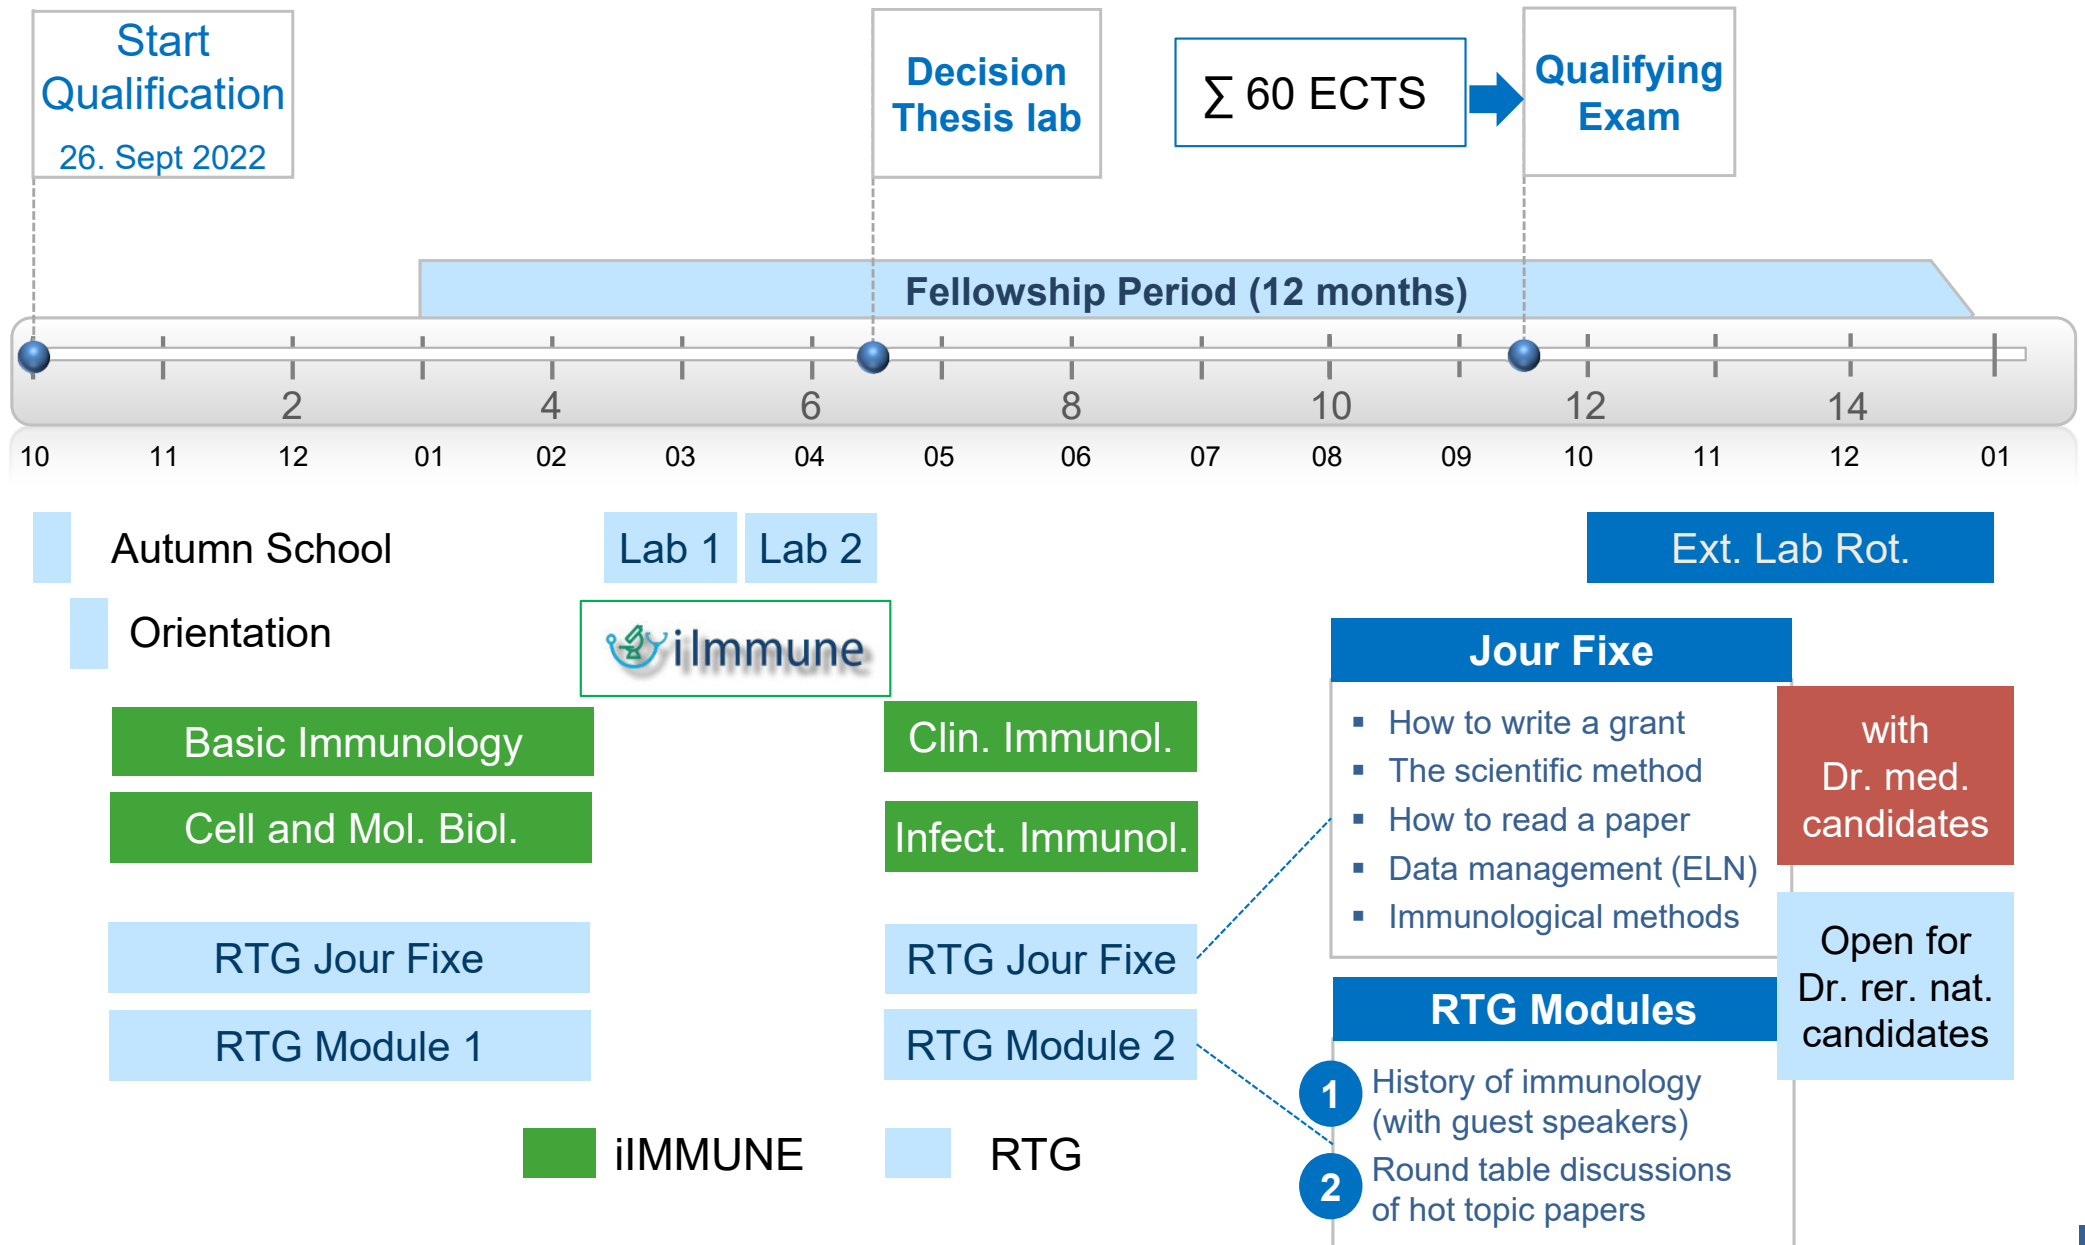 Start
Qualification
26. Sept 2022
Decision
Thesis lab
∑ 60 ECTS
Qualifying
Exam
Fellowship Period (12 months)
2 4 6 8 10 12 14
10 11 12 01 02 03 04 05 06 07 08 09 10 11 12 01
Autumn School
Lab 1
Lab 2
Ext. Lab Rot.
Orientation
iImmune
Basic Immunology
Clin. Immunol.
Cell and Mol. Biol.
Infect. Immunol.
RTG Jour Fixe
RTG Jour Fixe
RTG Module 1
RTG Module 2
iIMMUNE
RTG
Jour Fixe
▪ How to write a grant
▪ The scientific method
▪ How to read a paper
▪ Data management (ELN)
▪ Immunological methods
with
Dr. med.
candidates
Open for
Dr. rer. nat.
candidates
RTG Modules
1 History of immunology
(with guest speakers)
2 Round table discussions
of hot topic papers